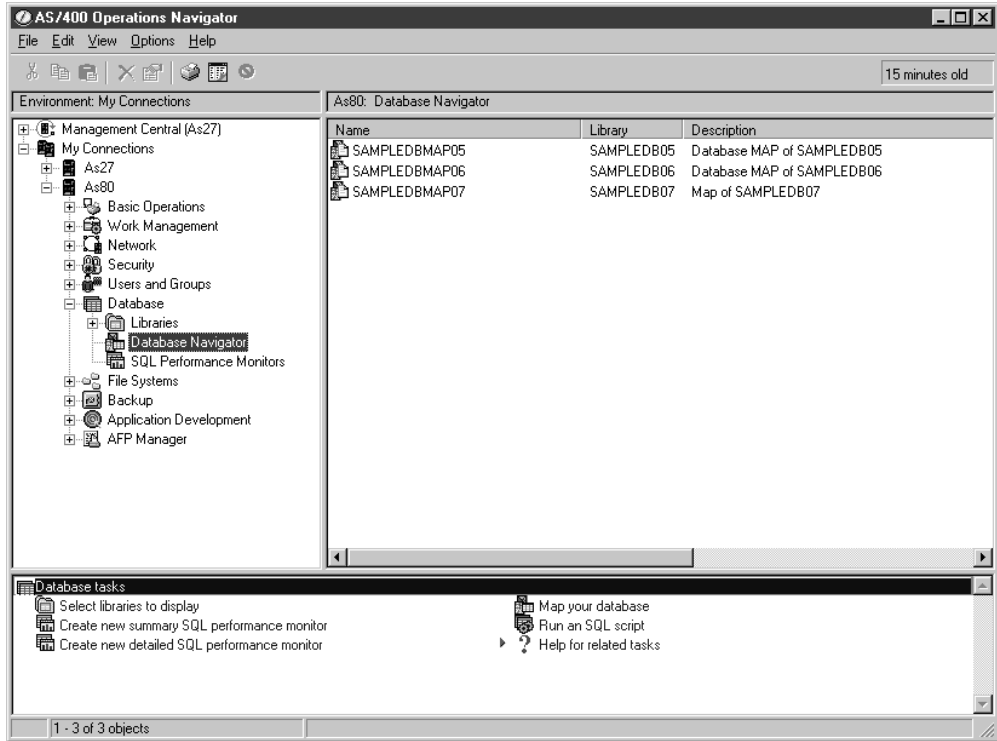 AS/400 Operations Navigator
File Edit View Options Help
15 minutes old
Environment: My Connections
As80: Database Navigator
Management Central (As27)
My Connections
As27
As80
Basic Operations
Work Management
Network
Security
Users and Groups
Database
Libraries
Database Navigator
SQL Performance Monitors
File Systems
Backup
Application Development
AFP Manager
Name Library Description
SAMPLEDBMAP05 SAMPLEDB05 Database MAP of SAMPLEDB05
SAMPLEDBMAP06 SAMPLEDB06 Database MAP of SAMPLEDB06
SAMPLEDBMAP07 SAMPLEDB07 Map of SAMPLEDB07
Database tasks
Select libraries to display
Create new summary SQL performance monitor
Create new detailed SQL performance monitor
Map your database
Run an SQL script
? Help for related tasks
1 - 3 of 3 objects